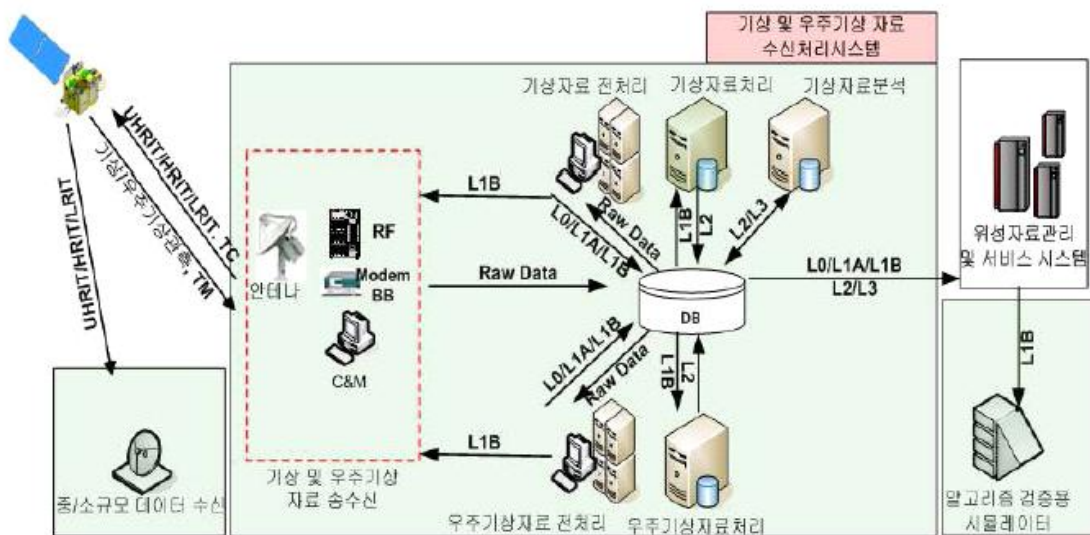 기상 및 우주기상 자료
수신처리시스템
기상자료 전처리
기상자료처리
기상자료분석
UHRIT/HRIT/LRIT, TC
기상/우주기상관측, TM
UHRIT/HRIT/LRIT
L1B
L0/L1A/L1B
Raw Data
L1B
L2
L2/L3
RF
Modem
BB
안테나
C&M
Raw Data
DB
L0/L1A/L1B
L2/L3
위성자료관리
및 서비스 시스템
L1B
L0/L1A/L1B
Raw Data
L1B
L2
L1B
기상 및 우주기상
자료 송수신
중/소규모 데이터 수신
우주기상자료 전처리
우주기상자료처리
알고리즘 검증용
시뮬레이터